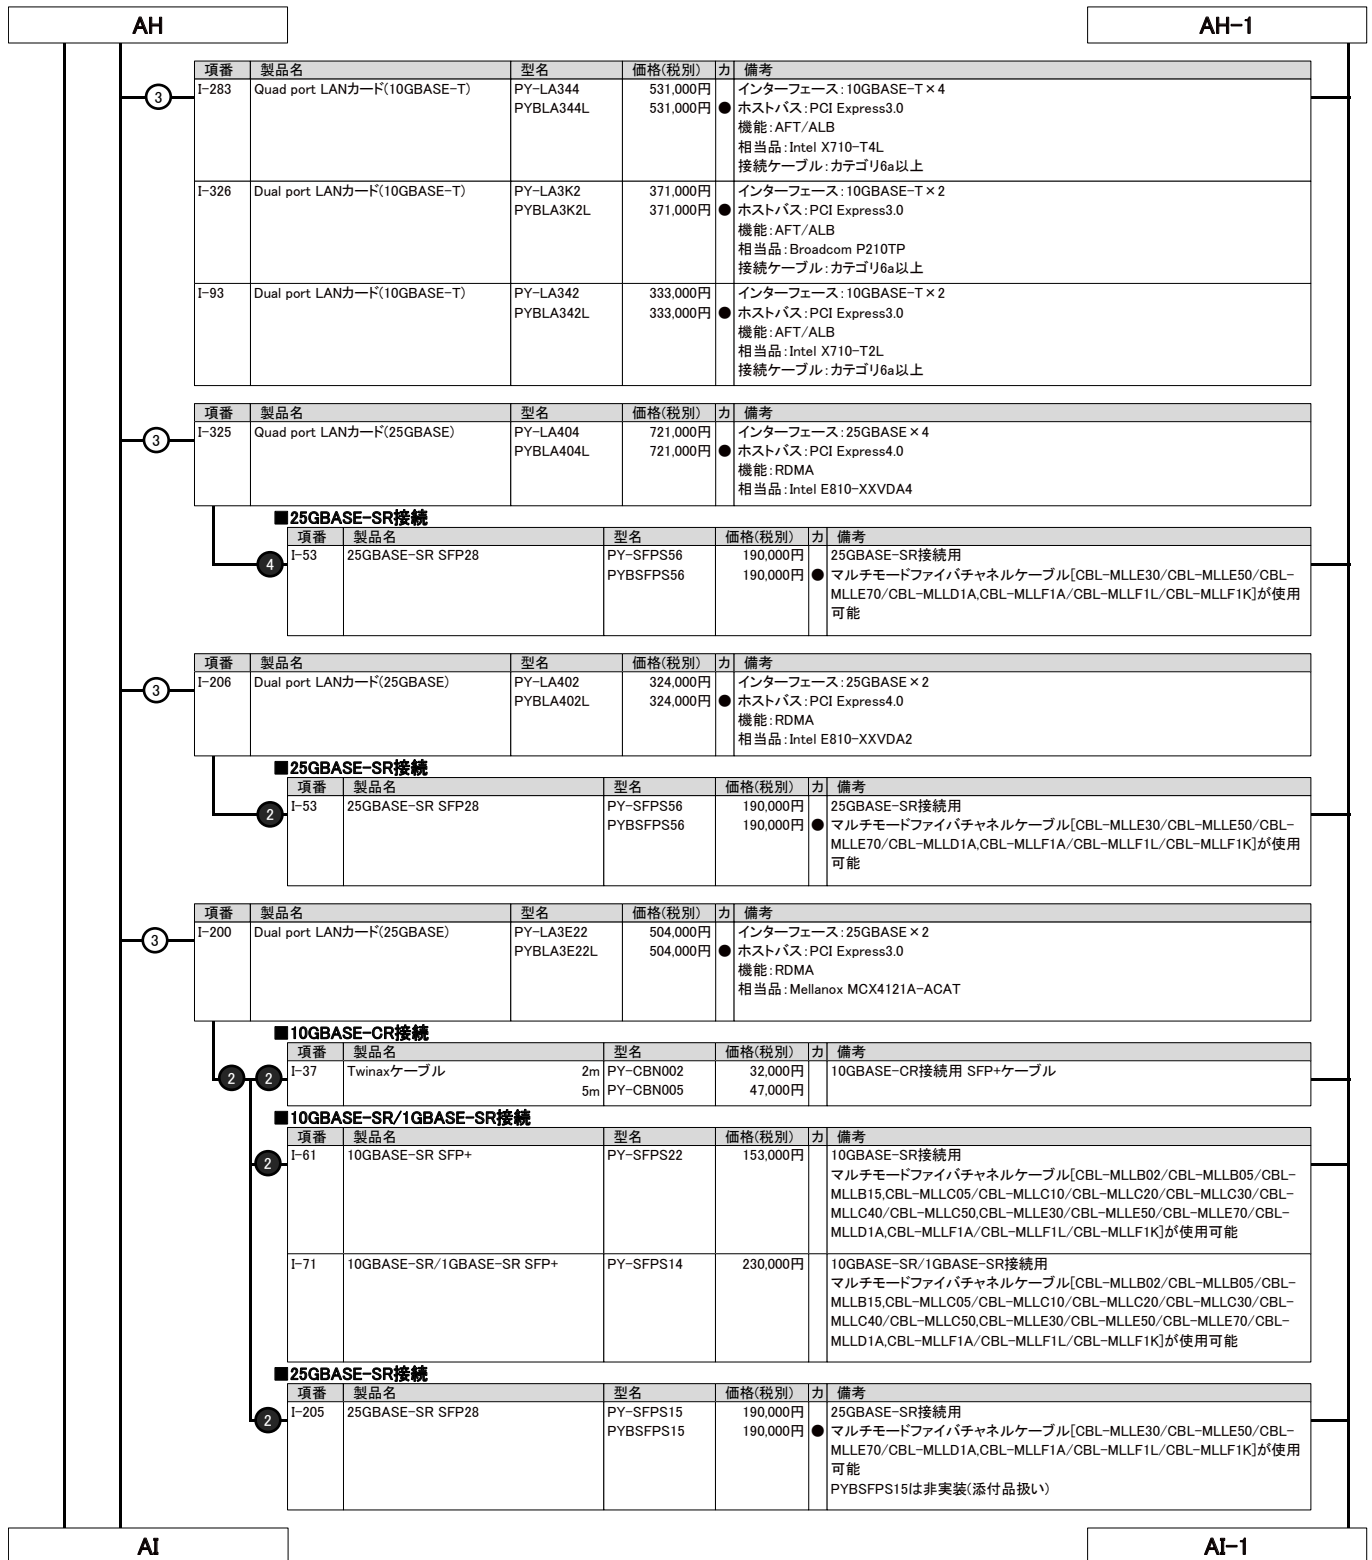 AH
AH-1
項番 製品名 型名 価格(税別) カ 備考
3
I-283 Quad port LANカード(10GBASE-T) PY-LA344 531,000円 インターフェース：10GBASE-T×4
PYBLA344L 531,000円 ● ホストバス：PCI Express3.0
機能：AFT/ALB
相当品：Intel X710-T4L
接続ケーブル：カテゴリ6a以上
I-326 Dual port LANカード(10GBASE-T) PY-LA3K2 371,000円 インターフェース：10GBASE-T×2
PYBLA3K2L 371,000円 ● ホストバス：PCI Express3.0
機能：AFT/ALB
相当品：Broadcom P210TP
接続ケーブル：カテゴリ6a以上
I-93 Dual port LANカード(10GBASE-T) PY-LA342 333,000円 インターフェース：10GBASE-T×2
PYBLA342L 333,000円 ● ホストバス：PCI Express3.0
機能：AFT/ALB
相当品：Intel X710-T2L
接続ケーブル：カテゴリ6a以上
項番 製品名 型名 価格(税別) カ 備考
3
I-325 Quad port LANカード(25GBASE) PY-LA404 721,000円 インターフェース：25GBASE×4
PYBLA404L 721,000円 ● ホストバス：PCI Express4.0
機能：RDMA
相当品：Intel E810-XXVDA4
■25GBASE-SR接続
項番 製品名 型名 価格(税別) カ 備考
4
I-53 25GBASE-SR SFP28 PY-SFPS56 190,000円 25GBASE-SR接続用
PYBSFPS56 190,000円 ● マルチモードファイバチャネルケーブル[CBL-MLLE30/CBL-MLLE50/CBL-
MLLE70/CBL-MLLD1A,CBL-MLLF1A/CBL-MLLF1L/CBL-MLLF1K]が使用
可能
項番 製品名 型名 価格(税別) カ 備考
3
I-206 Dual port LANカード(25GBASE) PY-LA402 324,000円 インターフェース：25GBASE×2
PYBLA402L 324,000円 ● ホストバス：PCI Express4.0
機能：RDMA
相当品：Intel E810-XXVDA2
■25GBASE-SR接続
項番 製品名 型名 価格(税別) カ 備考
2
I-53 25GBASE-SR SFP28 PY-SFPS56 190,000円 25GBASE-SR接続用
PYBSFPS56 190,000円 ● マルチモードファイバチャネルケーブル[CBL-MLLE30/CBL-MLLE50/CBL-
MLLE70/CBL-MLLD1A,CBL-MLLF1A/CBL-MLLF1L/CBL-MLLF1K]が使用
可能
項番 製品名 型名 価格(税別) カ 備考
3
I-200 Dual port LANカード(25GBASE) PY-LA3E22 504,000円 インターフェース：25GBASE×2
PYBLA3E22L 504,000円 ● ホストバス：PCI Express3.0
機能：RDMA
相当品：Mellanox MCX4121A-ACAT
■10GBASE-CR接続
項番 製品名 型名 価格(税別) カ 備考
2 2
I-37 Twinaxケーブル 2m PY-CBN002 32,000円 10GBASE-CR接続用 SFP+ケーブル
5m PY-CBN005 47,000円
■10GBASE-SR/1GBASE-SR接続
項番 製品名 型名 価格(税別) カ 備考
2
I-61 10GBASE-SR SFP+ PY-SFPS22 153,000円 10GBASE-SR接続用
マルチモードファイバチャネルケーブル[CBL-MLLB02/CBL-MLLB05/CBL-
MLLB15,CBL-MLLC05/CBL-MLLC10/CBL-MLLC20/CBL-MLLC30/CBL-
MLLC40/CBL-MLLC50,CBL-MLLE30/CBL-MLLE50/CBL-MLLE70/CBL-
MLLD1A,CBL-MLLF1A/CBL-MLLF1L/CBL-MLLF1K]が使用可能
I-71 10GBASE-SR/1GBASE-SR SFP+ PY-SFPS14 230,000円 10GBASE-SR/1GBASE-SR接続用
マルチモードファイバチャネルケーブル[CBL-MLLB02/CBL-MLLB05/CBL-
MLLB15,CBL-MLLC05/CBL-MLLC10/CBL-MLLC20/CBL-MLLC30/CBL-
MLLC40/CBL-MLLC50,CBL-MLLE30/CBL-MLLE50/CBL-MLLE70/CBL-
MLLD1A,CBL-MLLF1A/CBL-MLLF1L/CBL-MLLF1K]が使用可能
■25GBASE-SR接続
項番 製品名 型名 価格(税別) カ 備考
2
I-205 25GBASE-SR SFP28 PY-SFPS15 190,000円 25GBASE-SR接続用
PYBSFPS15 190,000円 ● マルチモードファイバチャネルケーブル[CBL-MLLE30/CBL-MLLE50/CBL-
MLLE70/CBL-MLLD1A,CBL-MLLF1A/CBL-MLLF1L/CBL-MLLF1K]が使用
可能
PYBSFPS15は非実装(添付品扱い)
AI
AI-1